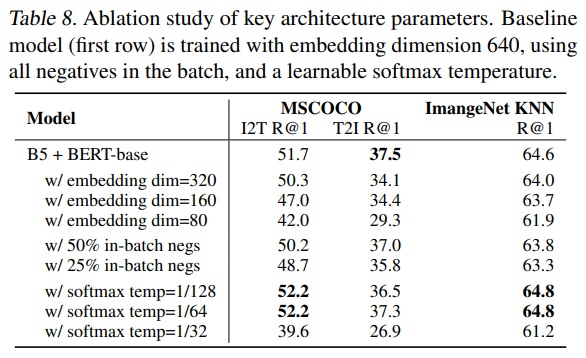 Table 8. Ablation study of key architecture parameters. Baseline
model (first row) is trained with embedding dimension 640, using
all negatives in the batch, and a learnable softmax temperature.
Model MSCOCO ImangeNet KNN
I2T R@1 T2I R@1 R@1
B5 + BERT-base 51.7 37.5 64.6
w/ embedding dim=320 50.3 34.1 64.0
w/ embedding dim=160 47.0 34.4 63.7
w/ embedding dim=80 42.0 29.3 61.9
w/ 50% in-batch negs 50.2 37.0 63.8
w/ 25% in-batch negs 48.7 35.8 63.3
w/ softmax temp=1/128 52.2 36.5 64.8
w/ softmax temp=1/64 52.2 37.3 64.8
w/ softmax temp=1/32 39.6 26.9 61.2